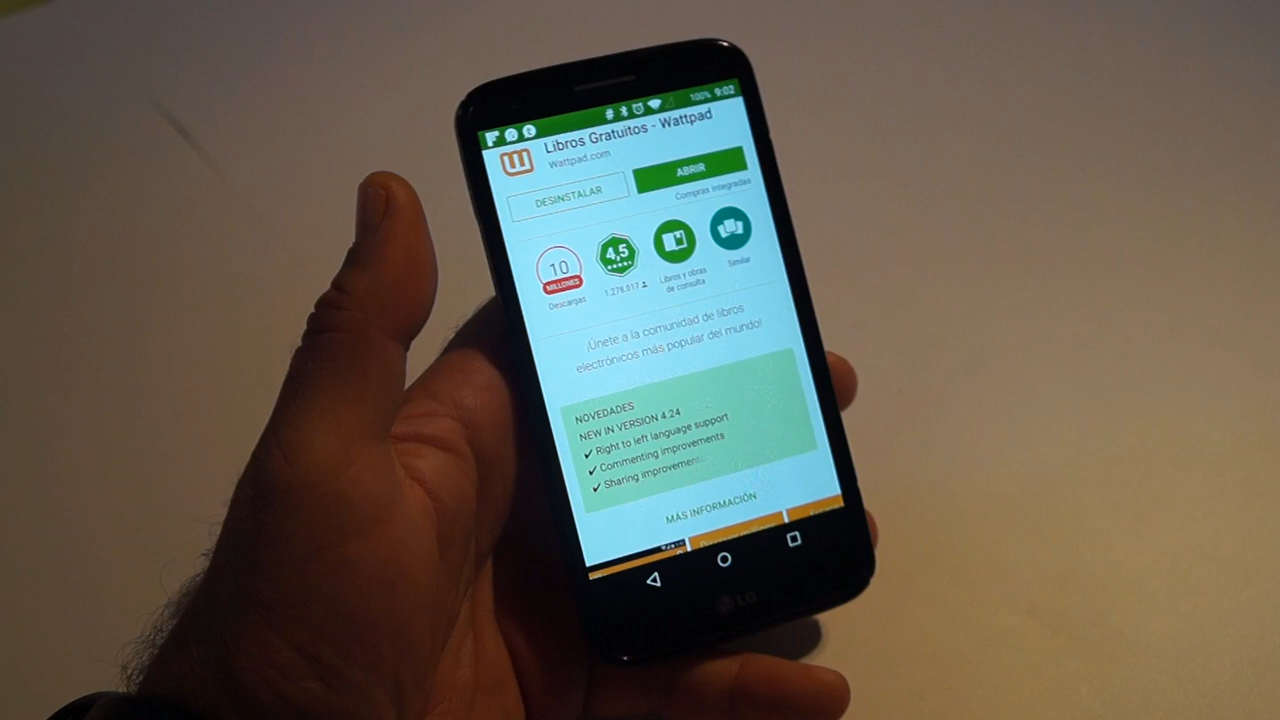 100% 9:02
Libros Gratuitos - Wattpad
Wattpad.com
DESINSTALAR
ABRIR
Compras integradas
10
MILLONES
Descargas
4,5
1.278.017
Libros y obras
de consulta
Similar
¡Únete a la comunidad de libros
electrónicos más popular del mundo!
NOVEDADES
NEW IN VERSION 4.24
✔ Right to left language support
✔ Commenting improvements
✔ Sharing improvements
MÁS INFORMACIÓN
LG